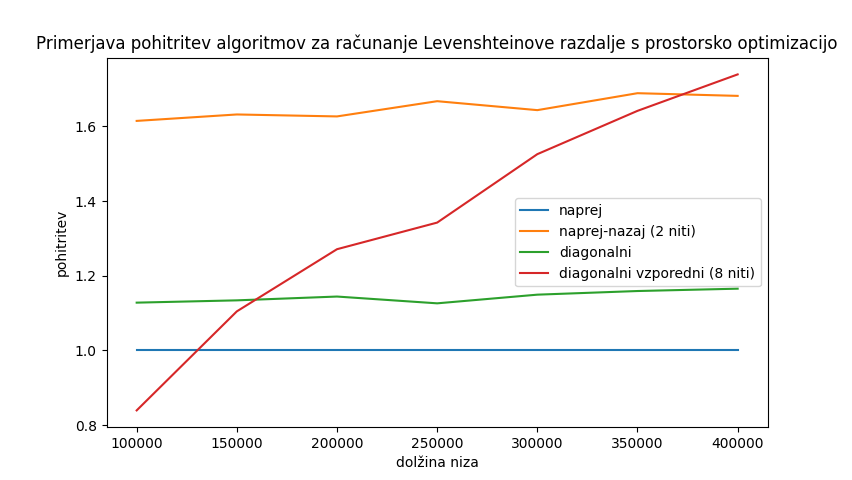 Primerjava pohitritev algoritmov za računanje Levenshteinove razdalje s prostorsko optimizacijo
pohitritev
1.6
1.4
1.2
1.0
0.8
naprej
naprej-nazaj (2 niti)
diagonalni
diagonalni vzporedni (8 niti)
100000 150000 200000 250000 300000 350000 400000
dolžina niza